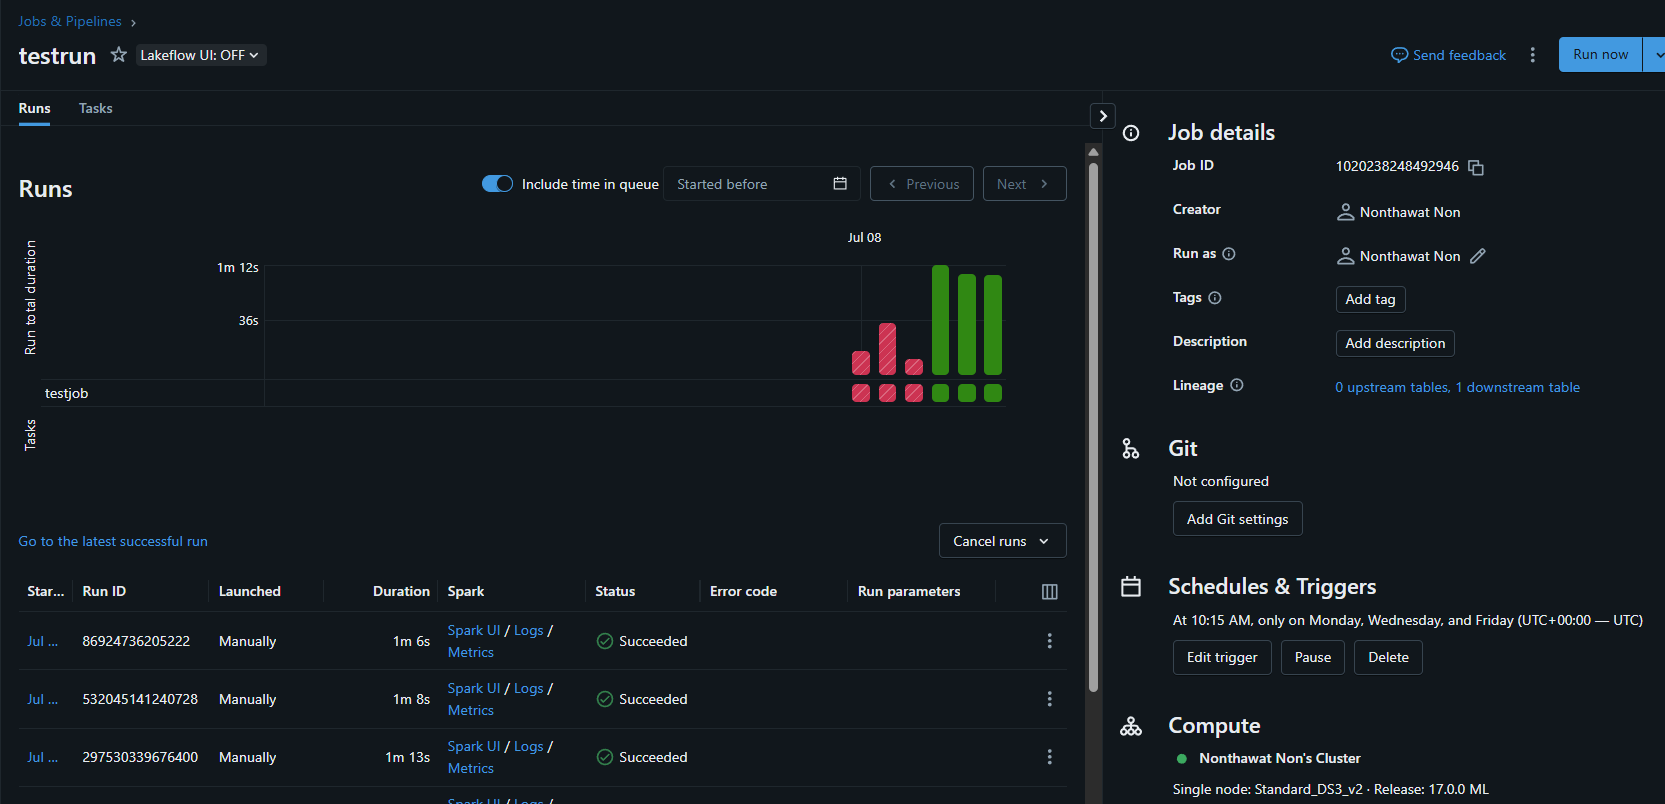 Jobs & Pipelines
testrun Lakeflow UI: OFF
Send feedback
Run now
Runs Tasks
Runs
Include time in queue
Started before
Previous
Next
Jul 08
Run total duration
1m 12s
36s
testjob
Tasks
Go to the latest successful run
Cancel runs
Star... Run ID Launched Duration Spark Status Error code Run parameters
Jul ... 86924736205222 Manually 1m 6s Spark UI / Logs / Succeeded
Metrics
Jul ... 532045141240728 Manually 1m 8s Spark UI / Logs / Succeeded
Metrics
Jul ... 297530339676400 Manually 1m 13s Spark UI / Logs / Succeeded
Metrics
Spark UI / Logs /
Job details
Job ID 1020238248492946
Creator Nonthawat Non
Run as Nonthawat Non
Tags Add tag
Description Add description
Lineage 0 upstream tables, 1 downstream table
Git
Not configured
Add Git settings
Schedules & Triggers
At 10:15 AM, only on Monday, Wednesday, and Friday (UTC+00:00 — UTC)
Edit trigger Pause Delete
Compute
Nonthawat Non's Cluster
Single node: Standard_DS3_v2 · Release: 17.0.0 ML